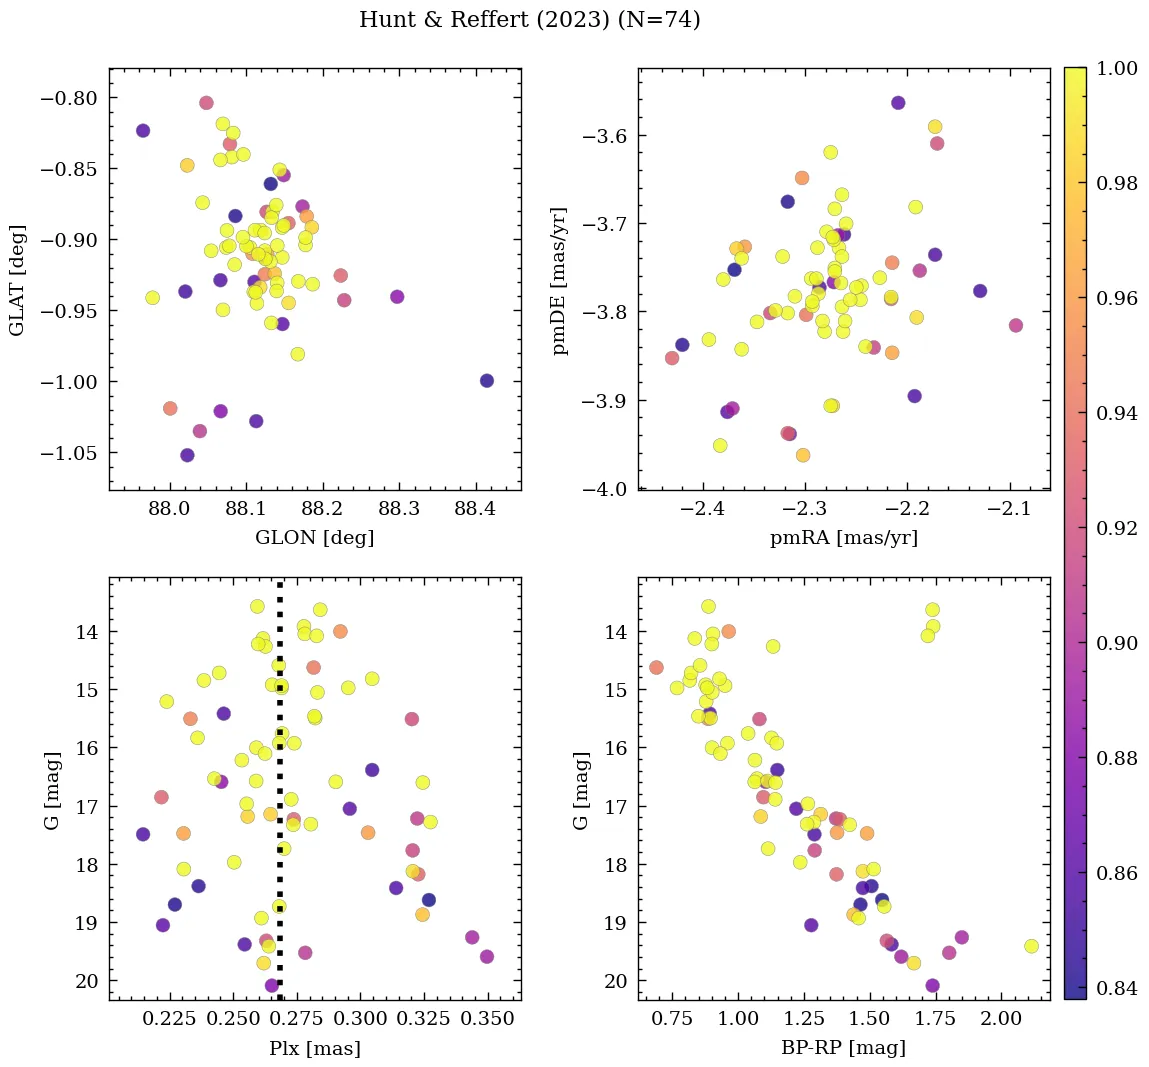 Hunt & Reffert (2023) (N=74)
−0.80
−0.85
−0.90
−0.95
−1.00
−1.05
GLAT [deg]
88.0 88.1 88.2 88.3 88.4
GLON [deg]
−3.6
−3.7
−3.8
−3.9
−4.0
pmDE [mas/yr]
−2.4 −2.3 −2.2 −2.1
pmRA [mas/yr]
14
15
16
17
18
19
20
G [mag]
0.225 0.250 0.275 0.300 0.325 0.350
Plx [mas]
14
15
16
17
18
19
20
G [mag]
0.75 1.00 1.25 1.50 1.75 2.00
BP-RP [mag]
1.00
0.98
0.96
0.94
0.92
0.90
0.88
0.86
0.84